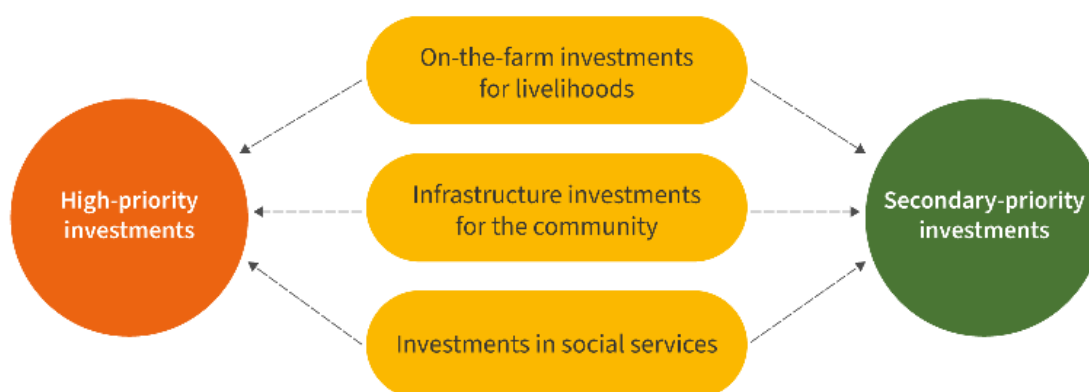 On-the-farm investments
for livelihoods
High-priority
investments
Infrastructure investments
for the community
Secondary-priority
investments
Investments in social services